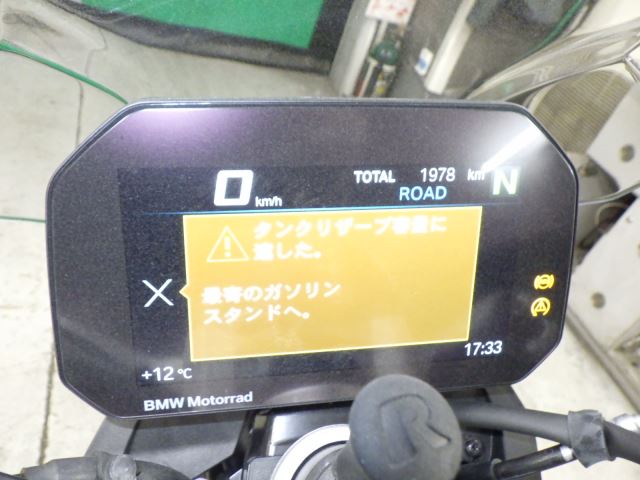 0 km/h
TOTAL 1978 km N
ROAD
タンクリザーブ容量に
達した。
最寄のガソリン
スタンドへ。
+12 °C
17:33
BMW Motorrad
R